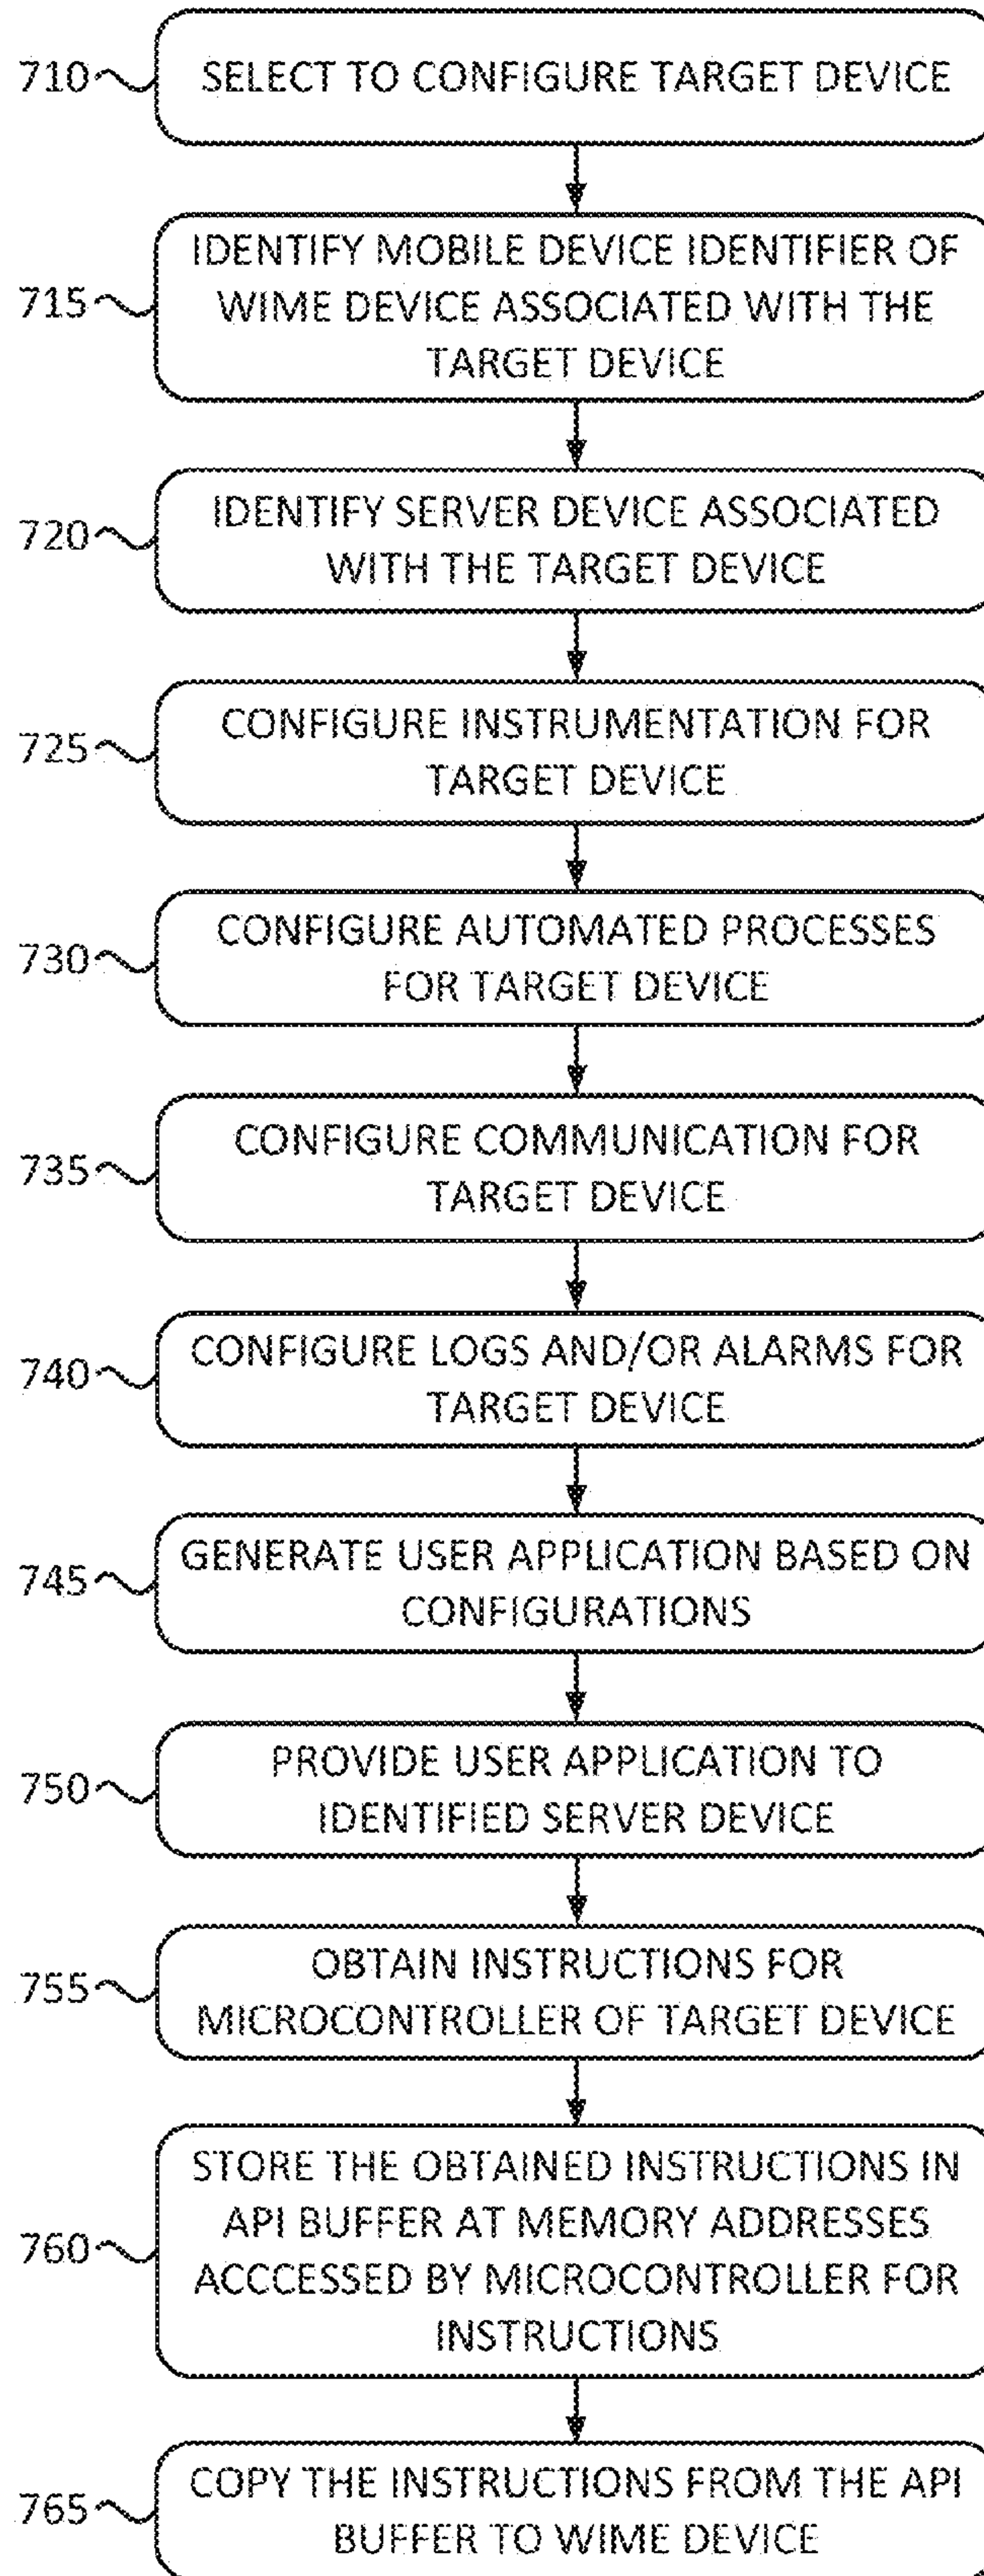 710
SELECT TO CONFIGURE TARGET DEVICE
715
IDENTIFY MOBILE DEVICE IDENTIFIER OF
WIME DEVICE ASSOCIATED WITH THE
TARGET DEVICE
720
IDENTIFY SERVER DEVICE ASSOCIATED
WITH THE TARGET DEVICE
725
CONFIGURE INSTRUMENTATION FOR
TARGET DEVICE
730
CONFIGURE AUTOMATED PROCESSES
FOR TARGET DEVICE
735
CONFIGURE COMMUNICATION FOR
TARGET DEVICE
740
CONFIGURE LOGS AND/OR ALARMS FOR
TARGET DEVICE
745
GENERATE USER APPLICATION BASED ON
CONFIGURATIONS
750
PROVIDE USER APPLICATION TO
IDENTIFIED SERVER DEVICE
755
OBTAIN INSTRUCTIONS FOR
MICROCONTROLLER OF TARGET DEVICE
760
STORE THE OBTAINED INSTRUCTIONS IN
API BUFFER AT MEMORY ADDRESSES
ACCCESSED BY MICROCONTROLLER FOR
INSTRUCTIONS
765
COPY THE INSTRUCTIONS FROM THE API
BUFFER TO WIME DEVICE